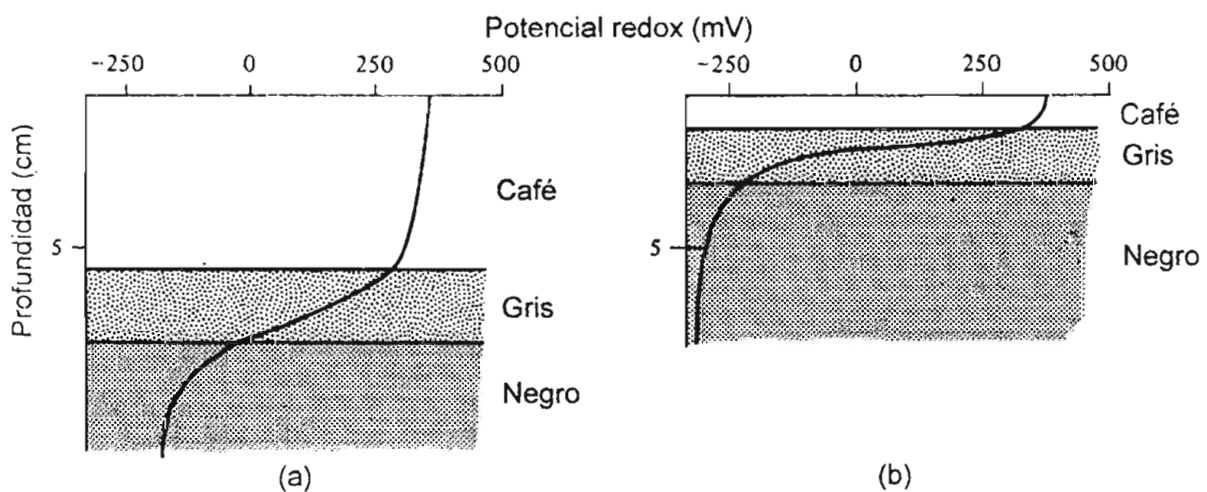 Potencial redox (mV)
-250 0 250 500
-250 0 250 500
Profundidad (cm)
5
Café
Gris
Negro
(a)
5
Café
Gris
Negro
(b)